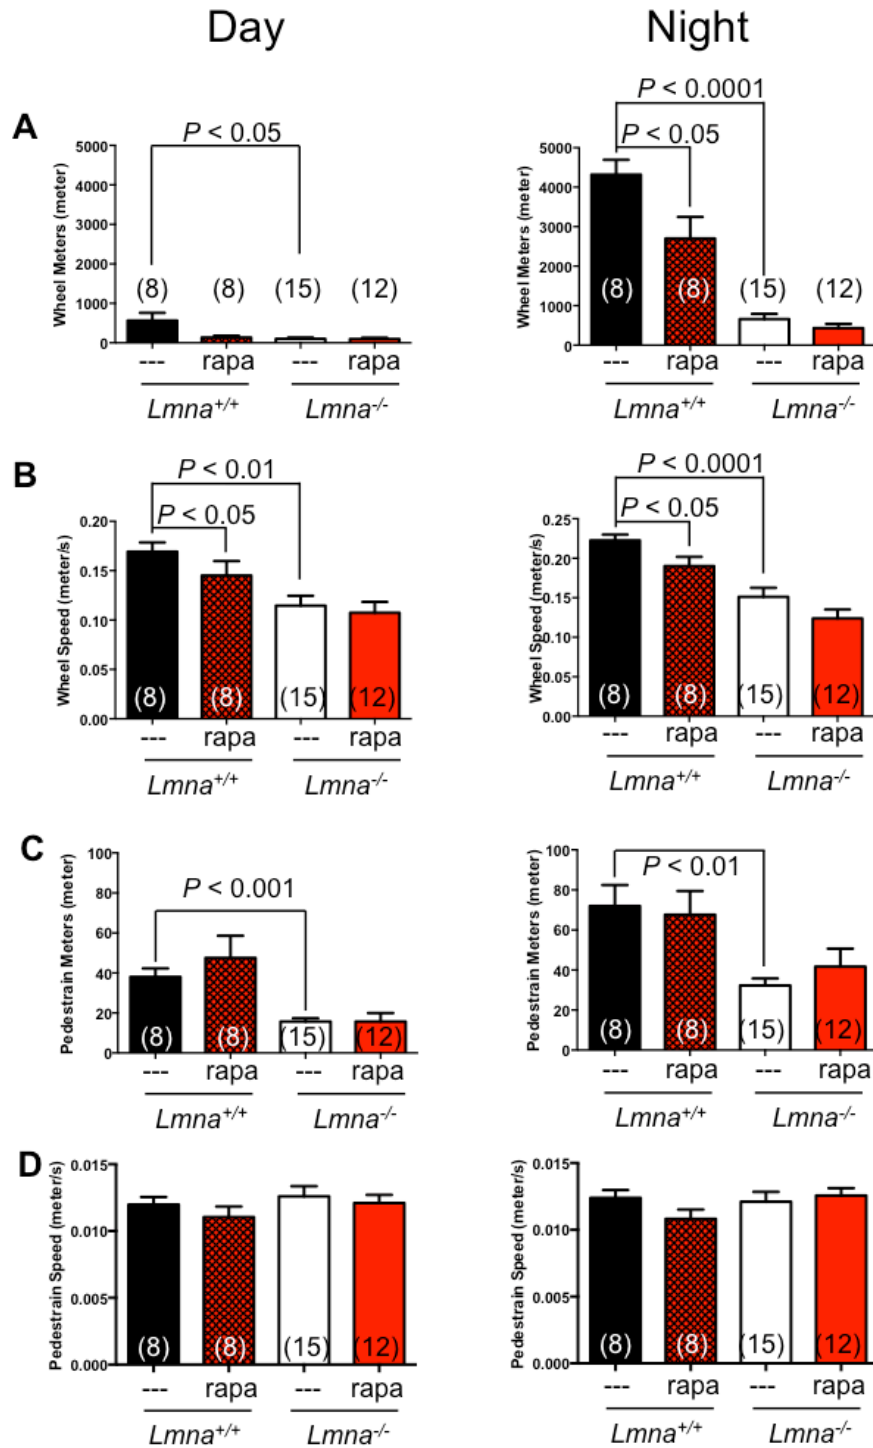 Day
Night
A
P < 0.05
Wheel Meters (meter)
5000
4000
3000
2000
1000
0
(8) (8) (15) (12)
--- rapa --- rapa
Lmna+/+ Lmna-/-
P < 0.0001
P < 0.05
Wheel Meters (meter)
5000
4000
3000
2000
1000
0
(8) (8) (15) (12)
--- rapa --- rapa
Lmna+/+ Lmna-/-
B
P < 0.01
P < 0.05
Wheel Speed (meter/s)
0.20
0.15
0.10
0.05
0.00
(8) (8) (15) (12)
--- rapa --- rapa
Lmna+/+ Lmna-/-
P < 0.0001
P < 0.05
Wheel Speed (meter/s)
0.25
0.20
0.15
0.10
0.05
0.00
(8) (8) (15) (12)
--- rapa --- rapa
Lmna+/+ Lmna-/-
C
P < 0.001
Pedestrain Meters (meter)
100
80
60
40
20
0
(8) (8) (15) (12)
--- rapa --- rapa
Lmna+/+ Lmna-/-
P < 0.01
Pedestrain Meters (meter)
100
80
60
40
20
0
(8) (8) (15) (12)
--- rapa --- rapa
Lmna+/+ Lmna-/-
D
Pedestrain Speed (meter/s)
0.015
0.010
0.005
0.000
(8) (8) (15) (12)
--- rapa --- rapa
Lmna+/+ Lmna-/-
Pedestrain Speed (meter/s)
0.015
0.010
0.005
0.000
(8) (8) (15) (12)
--- rapa --- rapa
Lmna+/+ Lmna-/-